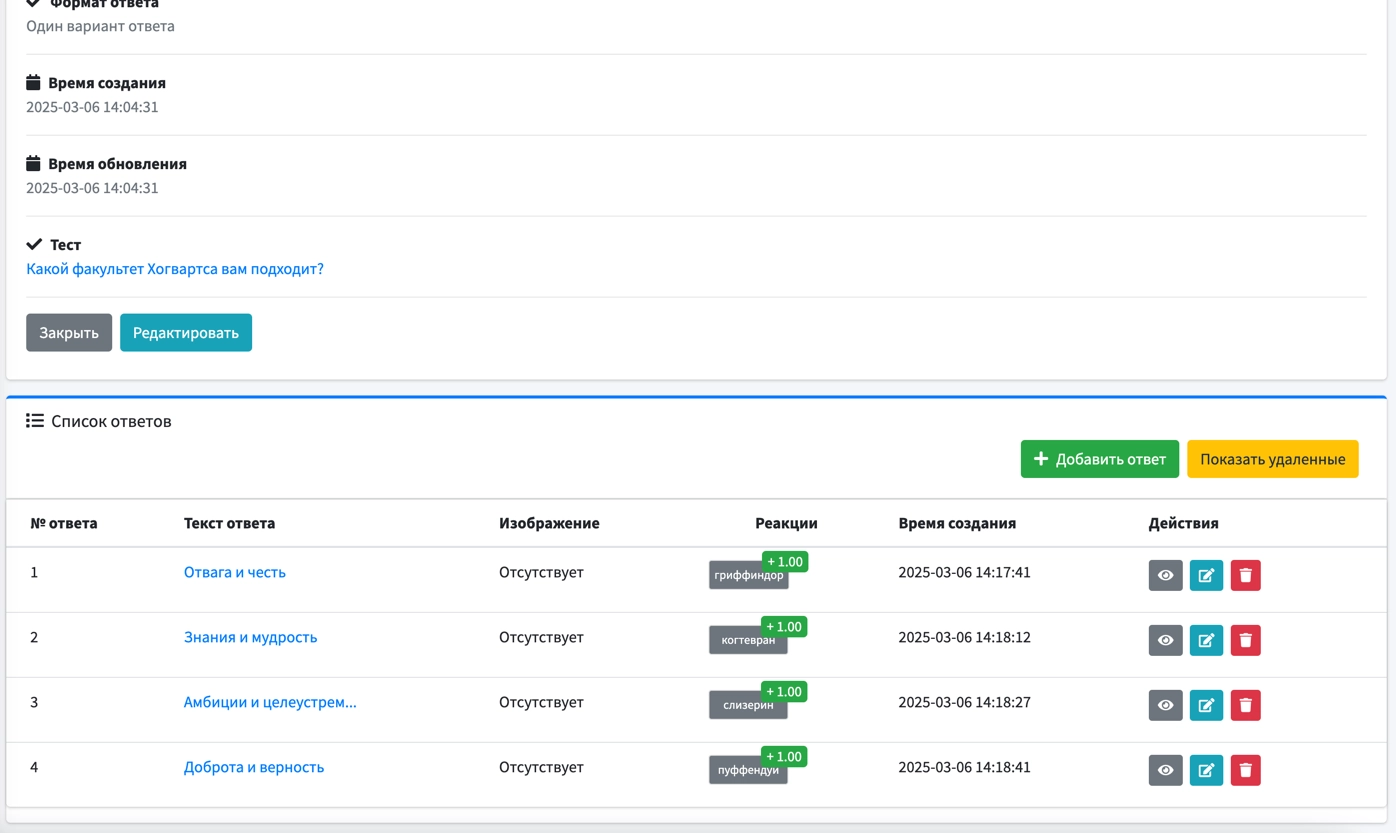 Формат ответа
Один вариант ответа
Время создания
2025-03-06 14:04:31
Время обновления
2025-03-06 14:04:31
Тест
Какой факультет Хогвартса вам подходит?
Закрыть Редактировать
Список ответов
Добавить ответ Показать удаленные
№ ответа Текст ответа Изображение Реакции Время создания Действия
1 Отвага и честь Отсутствует гриффиндор + 1.00 2025-03-06 14:17:41
2 Знания и мудрость Отсутствует когтевран + 1.00 2025-03-06 14:18:12
3 Амбиции и целеустрем... Отсутствует слизерин + 1.00 2025-03-06 14:18:27
4 Доброта и верность Отсутствует пуффендуй + 1.00 2025-03-06 14:18:41